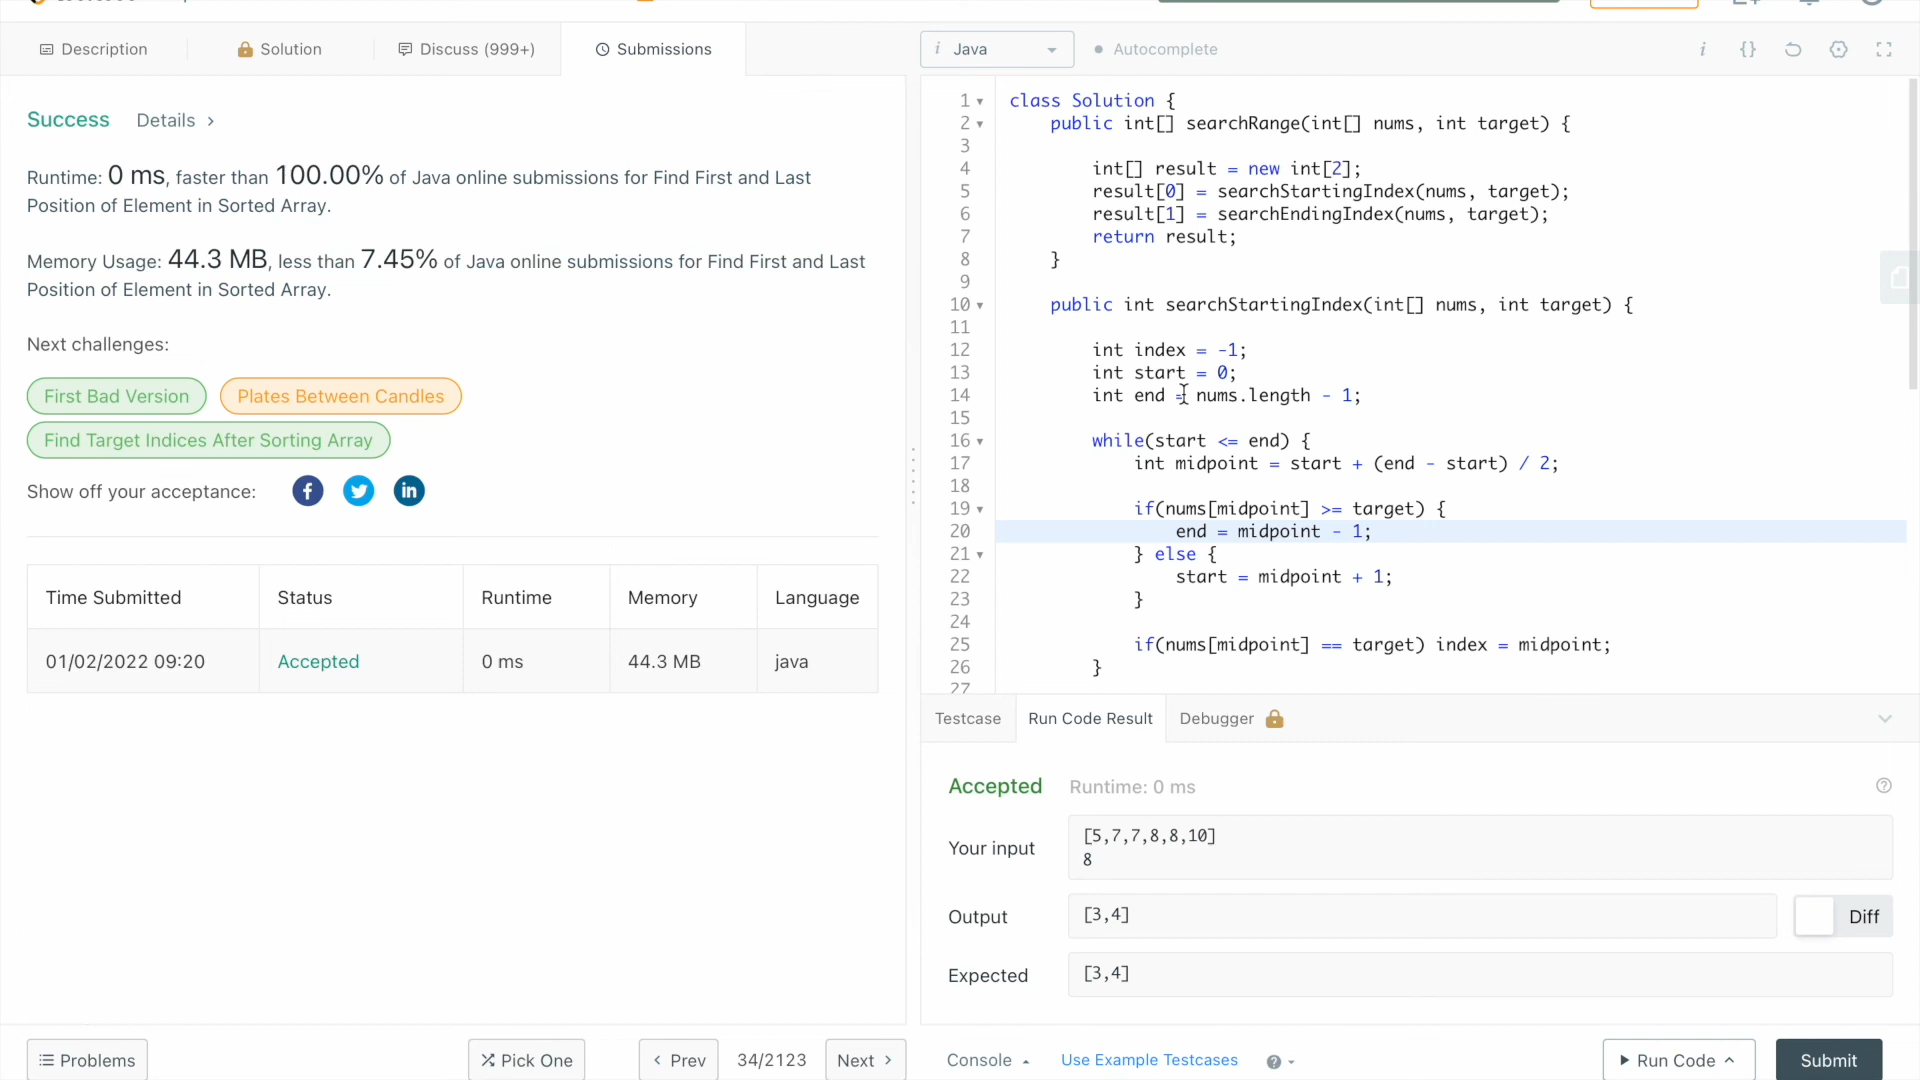 Description
Solution
Discuss (999+)
Submissions
Success
Details >
Runtime: 0 ms, faster than 100.00% of Java online submissions for Find First and Last
Position of Element in Sorted Array.
Memory Usage: 44.3 MB, less than 7.45% of Java online submissions for Find First and Last
Position of Element in Sorted Array.
Next challenges:
First Bad Version
Plates Between Candles
Find Target Indices After Sorting Array
Show off your acceptance:
Time Submitted Status Runtime Memory Language
01/02/2022 09:20 Accepted 0 ms 44.3 MB java
Problems
Pick One
< Prev
34/2123
Next >
i Java
Autocomplete
i {}
1 class Solution {
2 public int[] searchRange(int[] nums, int target) {
3
4 int[] result = new int[2];
5 result[0] = searchStartingIndex(nums, target);
6 result[1] = searchEndingIndex(nums, target);
7 return result;
8 }
9
10 public int searchStartingIndex(int[] nums, int target) {
11
12 int index = -1;
13 int start = 0;
14 int end = nums.length - 1;
15
16 while(start <= end) {
17 int midpoint = start + (end - start) / 2;
18
19 if(nums[midpoint] >= target) {
20 end = midpoint - 1;
21 } else {
22 start = midpoint + 1;
23 }
24
25 if(nums[midpoint] == target) index = midpoint;
26 }
27
Testcase
Run Code Result
Debugger
Accepted
Runtime: 0 ms
Your input
[5,7,7,8,8,10]
8
Output
[3,4]
Diff
Expected
[3,4]
Console
Use Example Testcases
Run Code
Submit